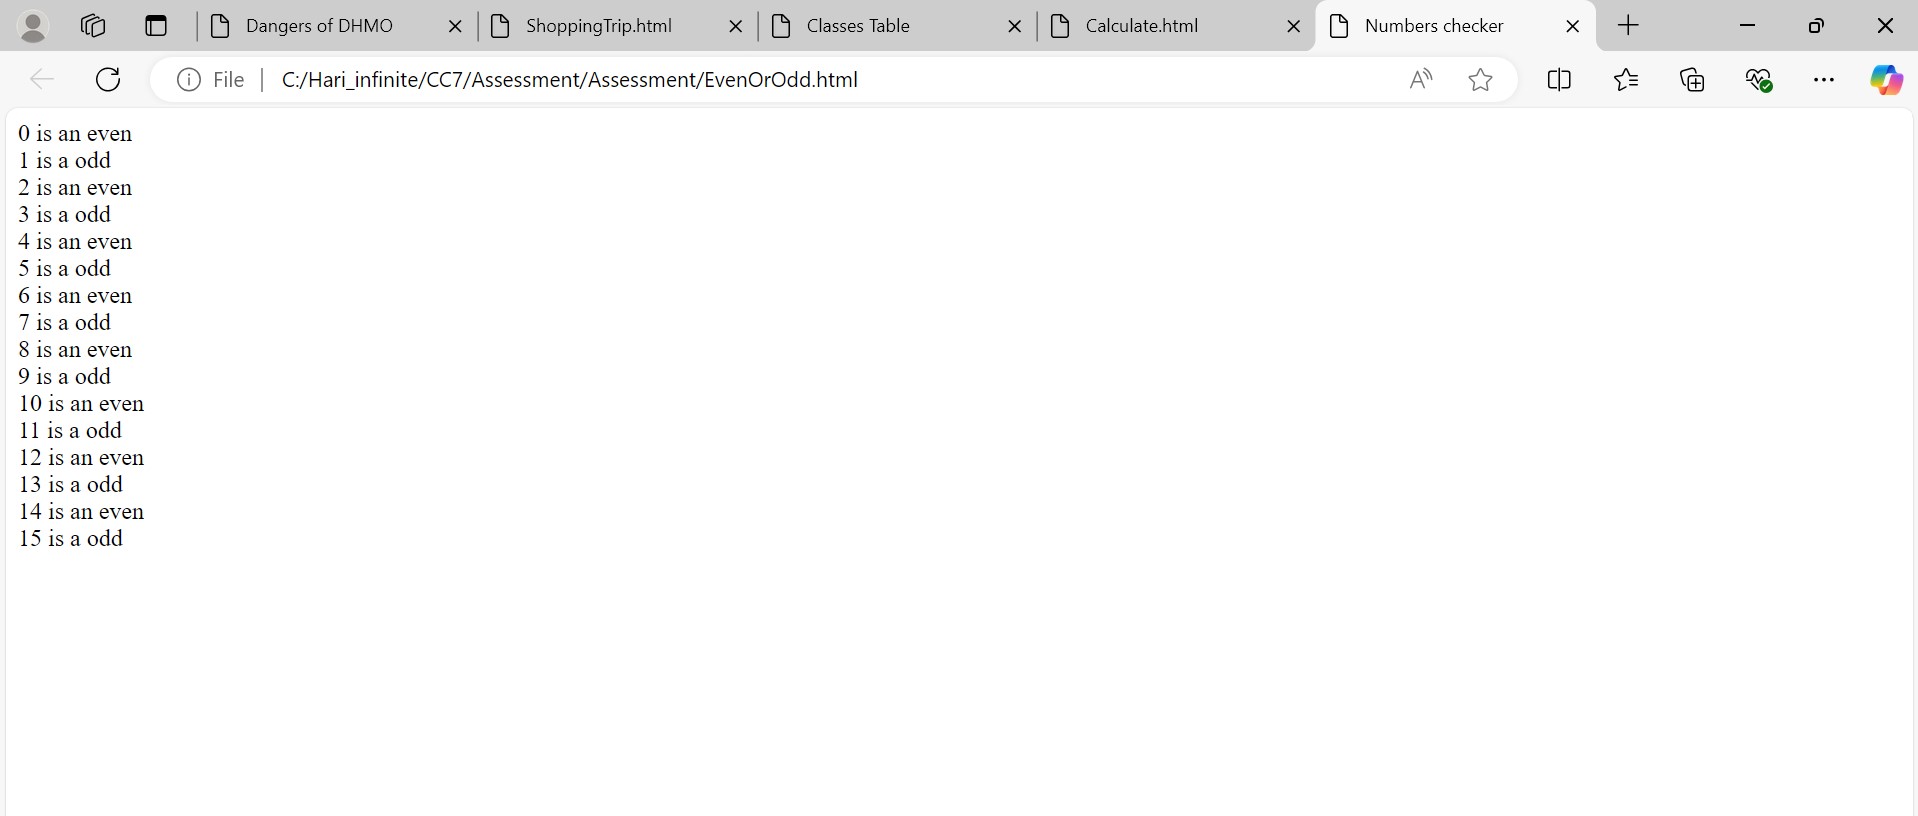 Dangers of DHMO
ShoppingTrip.html
Classes Table
Calculate.html
Numbers checker
File
C:/Hari_infinite/CC7/Assessment/Assessment/EvenOrOdd.html
0 is an even
1 is a odd
2 is an even
3 is a odd
4 is an even
5 is a odd
6 is an even
7 is a odd
8 is an even
9 is a odd
10 is an even
11 is a odd
12 is an even
13 is a odd
14 is an even
15 is a odd